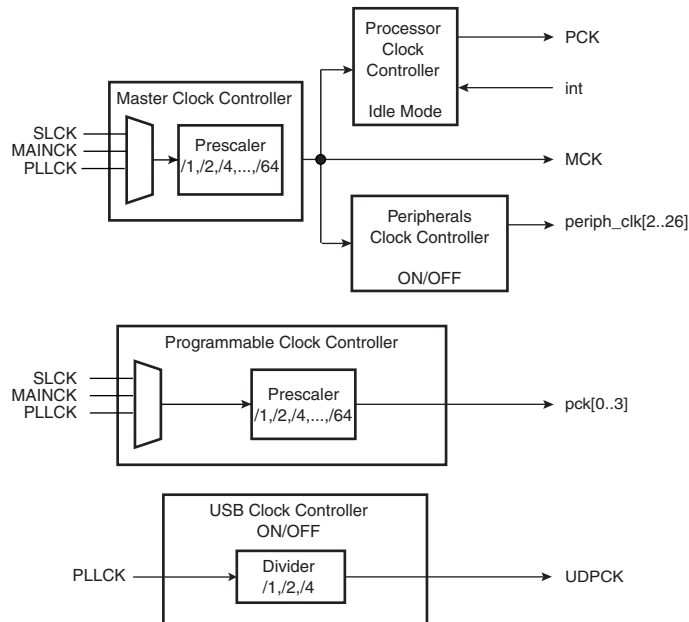 Processor
Clock
Controller
Idle Mode
PCK
int
Master Clock Controller
SLCK
MAINCK
PLLCK
Prescaler
/1,/2,/4,...,/64
MCK
Peripherals
Clock Controller
ON/OFF
periph_clk[2..26]
Programmable Clock Controller
SLCK
MAINCK
PLLCK
Prescaler
/1,/2,/4,...,/64
pck[0..3]
USB Clock Controller
ON/OFF
PLLCK
Divider
/1,/2,/4
UDPCK